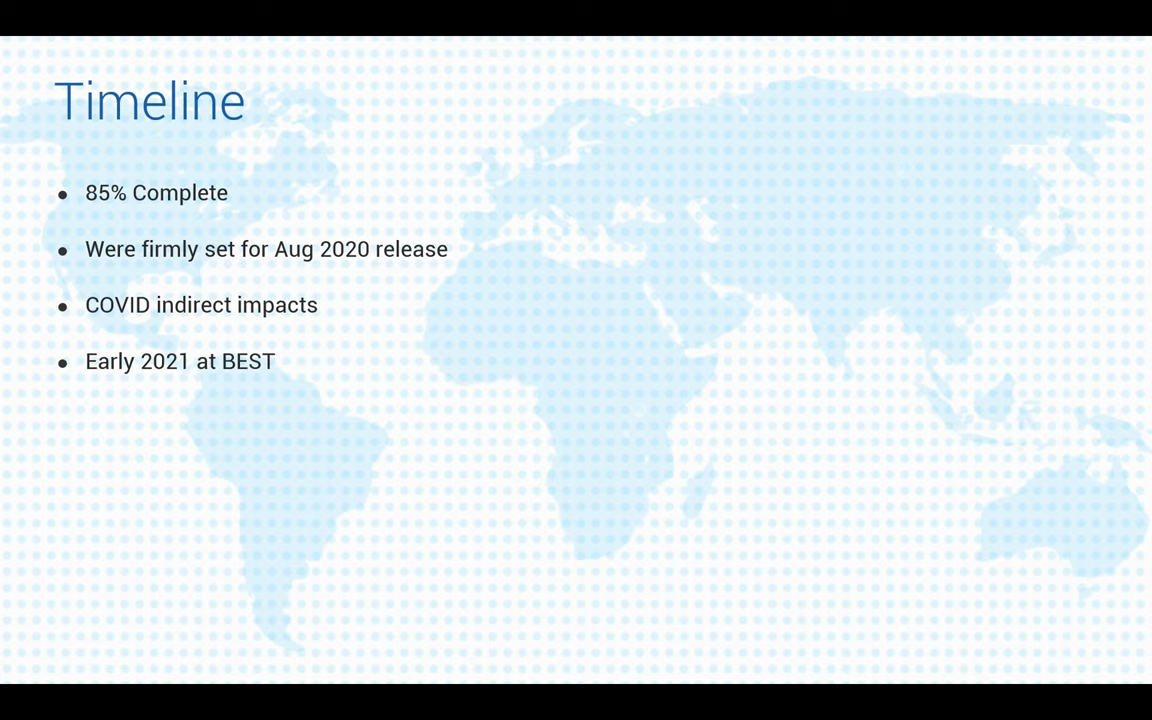 Timeline
• 85% Complete
• Were firmly set for Aug 2020 release
• COVID indirect impacts
• Early 2021 at BEST